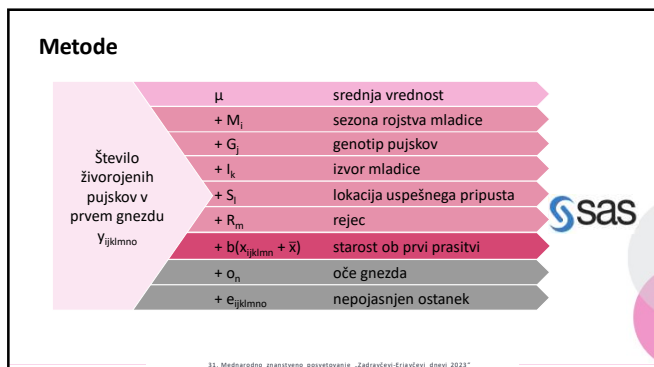 Metode
Število
živorojenih
pujskov v
prvem gnezdu
yijklmno
μ srednja vrednost
+ Mi sezona rojstva mladice
+ Gj genotip pujskov
+ Ik izvor mladice
+ Sl lokacija uspešnega pripusta
+ Rm rejec
+ b(xijklmn + x̄) starost ob prvi prasitvi
+ on oče gnezda
+ eijklmno nepojasnjen ostanek
sas
31. Mednarodno znanstveno posvetovanje „Zadravčevi-Erjavčevi dnevi 2023“